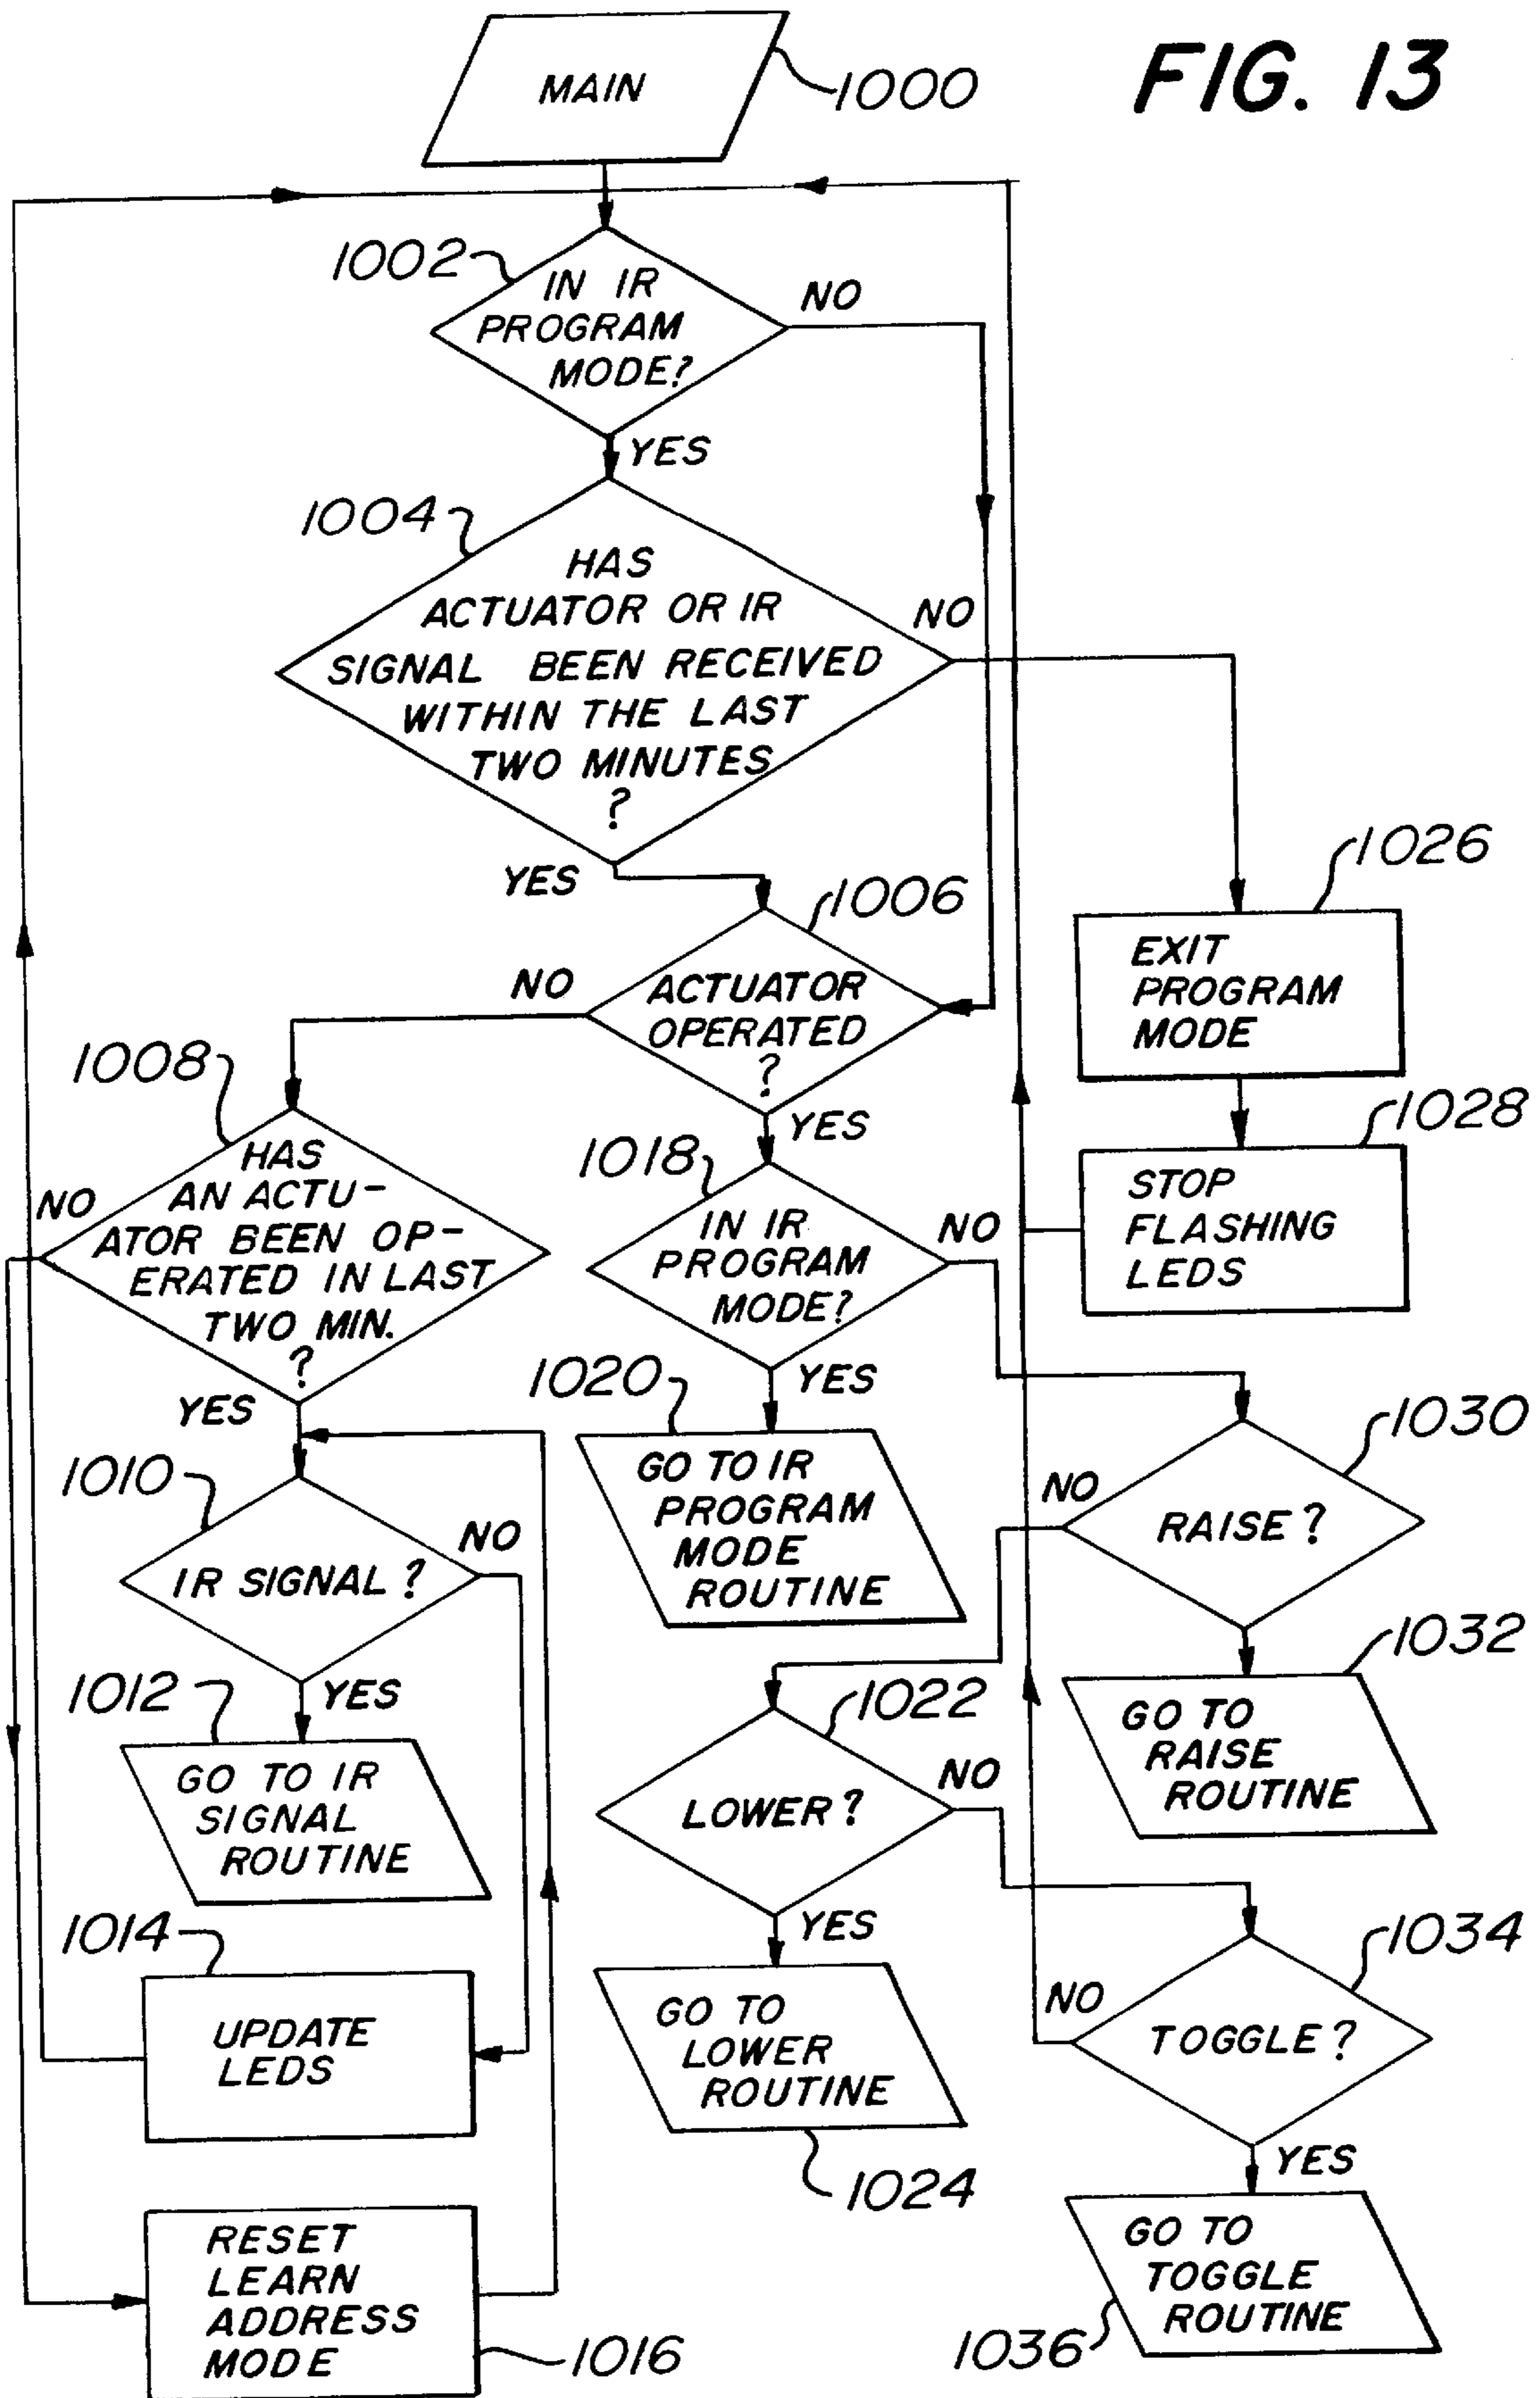 FIG. 13
MAIN
1000
1002
IN IR
PROGRAM
MODE?
NO
YES
1004
HAS
ACTUATOR OR IR
SIGNAL BEEN RECEIVED
WITHIN THE LAST
TWO MINUTES
?
NO
YES
1006
ACTUATOR
OPERATED
?
NO
YES
1026
EXIT
PROGRAM
MODE
1028
STOP
FLASHING
LEDS
1008
HAS
AN ACTU-
ATOR BEEN OP-
ERATED IN LAST
TWO MIN.
?
NO
YES
1018
IN IR
PROGRAM
MODE?
NO
YES
1020
GO TO IR
PROGRAM
MODE
ROUTINE
1030
RAISE?
NO
1032
GO TO
RAISE
ROUTINE
1010
IR SIGNAL?
NO
YES
1012
GO TO IR
SIGNAL
ROUTINE
1022
LOWER?
NO
YES
GO TO
LOWER
ROUTINE
1024
1014
UPDATE
LEDS
1034
TOGGLE?
NO
YES
GO TO
TOGGLE
ROUTINE
1036
RESET
LEARN
ADDRESS
MODE
1016